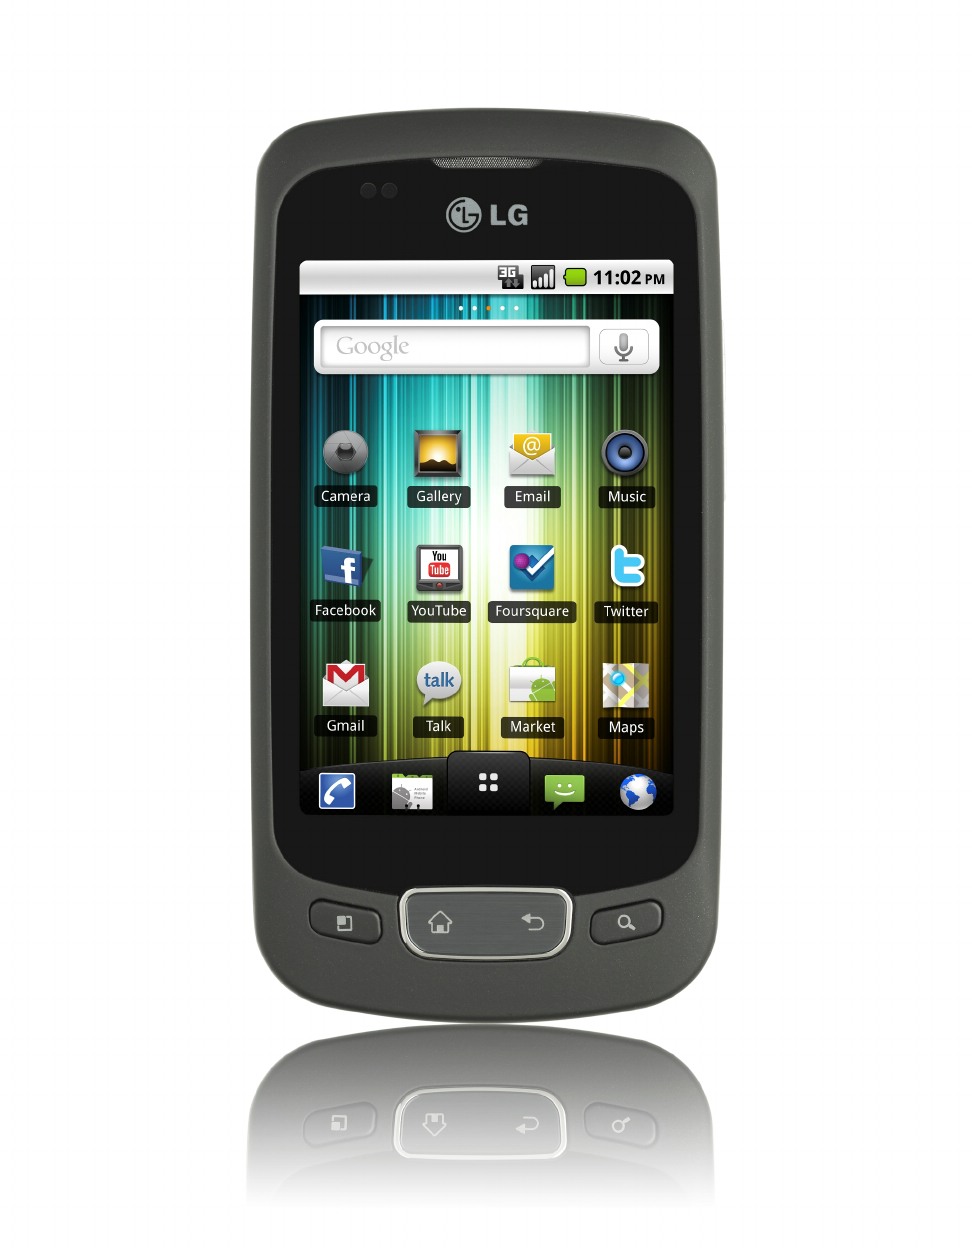 LG
3G 11:02 PM
Google
Camera Gallery Email Music
f You Tube t
Facebook YouTube Foursquare Twitter
talk
Gmail Talk Market Maps